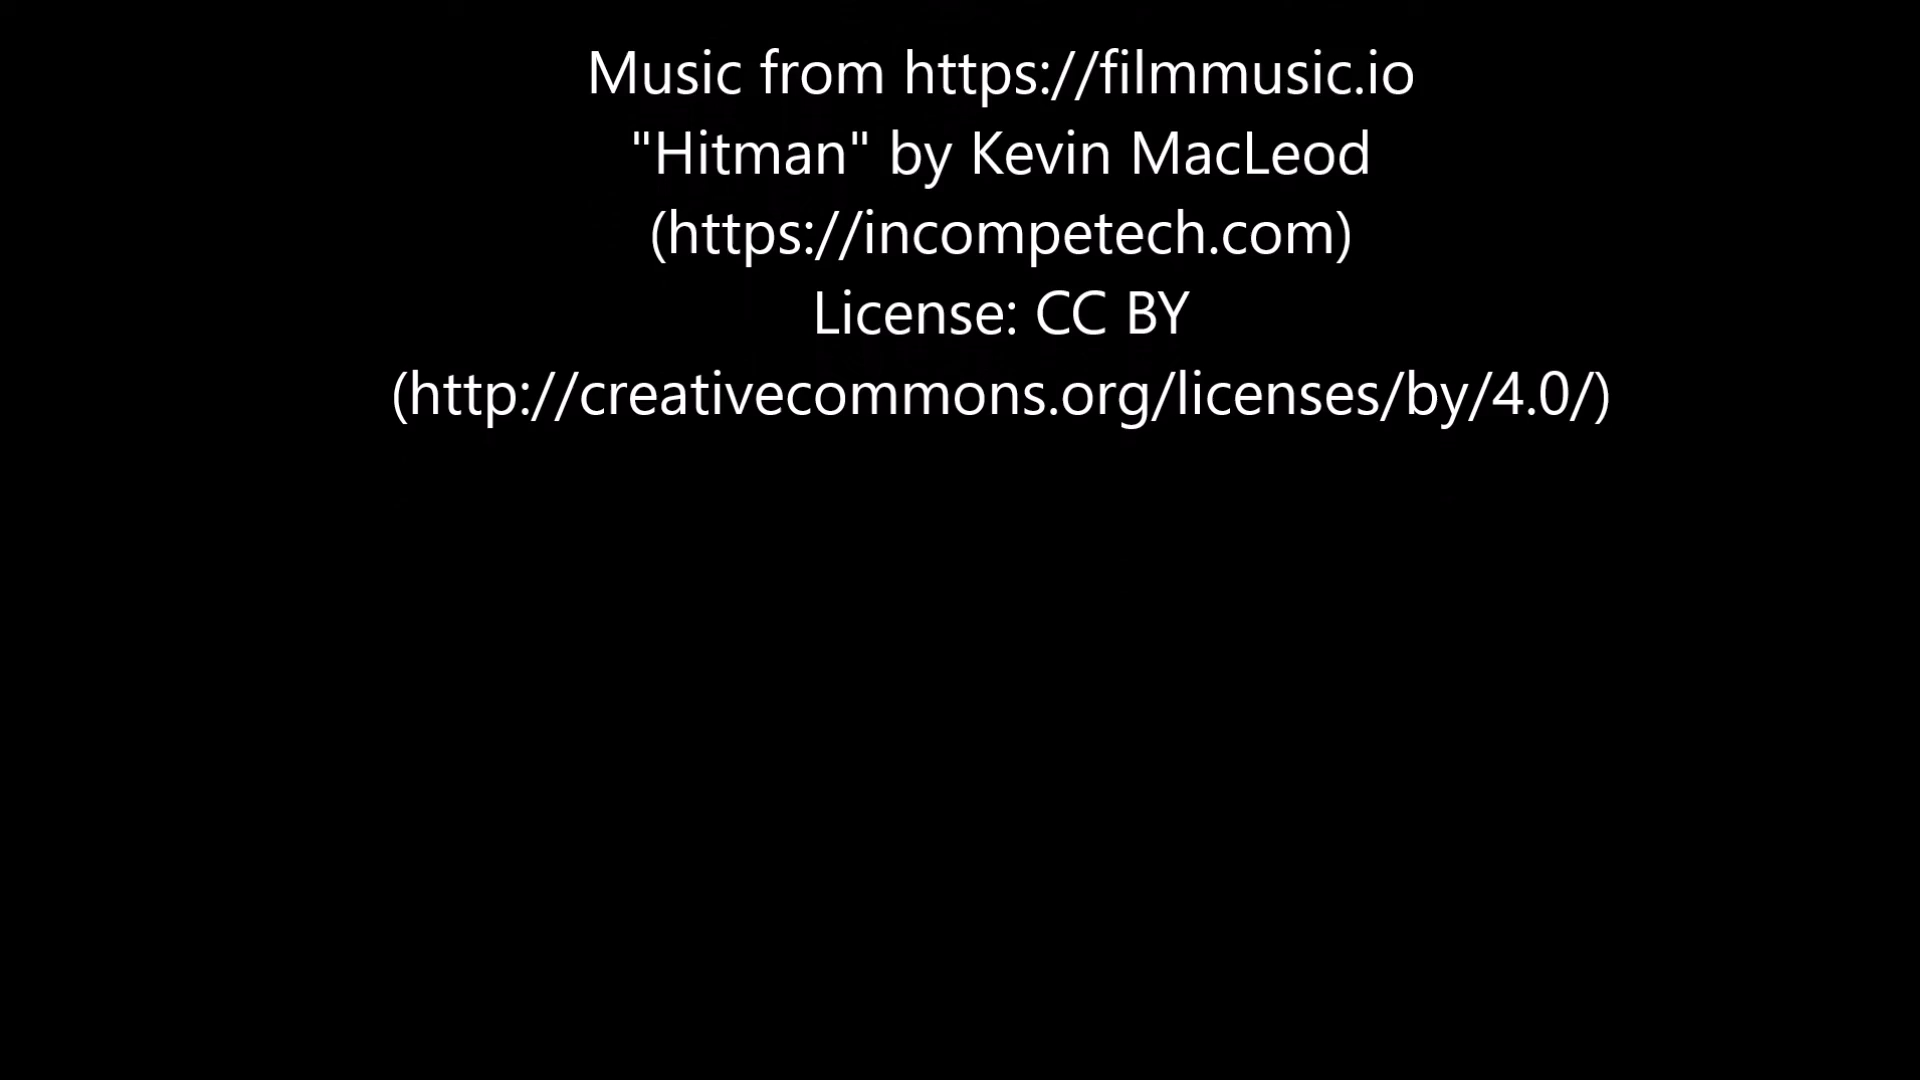 Music from https://filmmusic.io
"Hitman" by Kevin MacLeod
(https://incompetech.com)
License: CC BY
(http://creativecommons.org/licenses/by/4.0/)